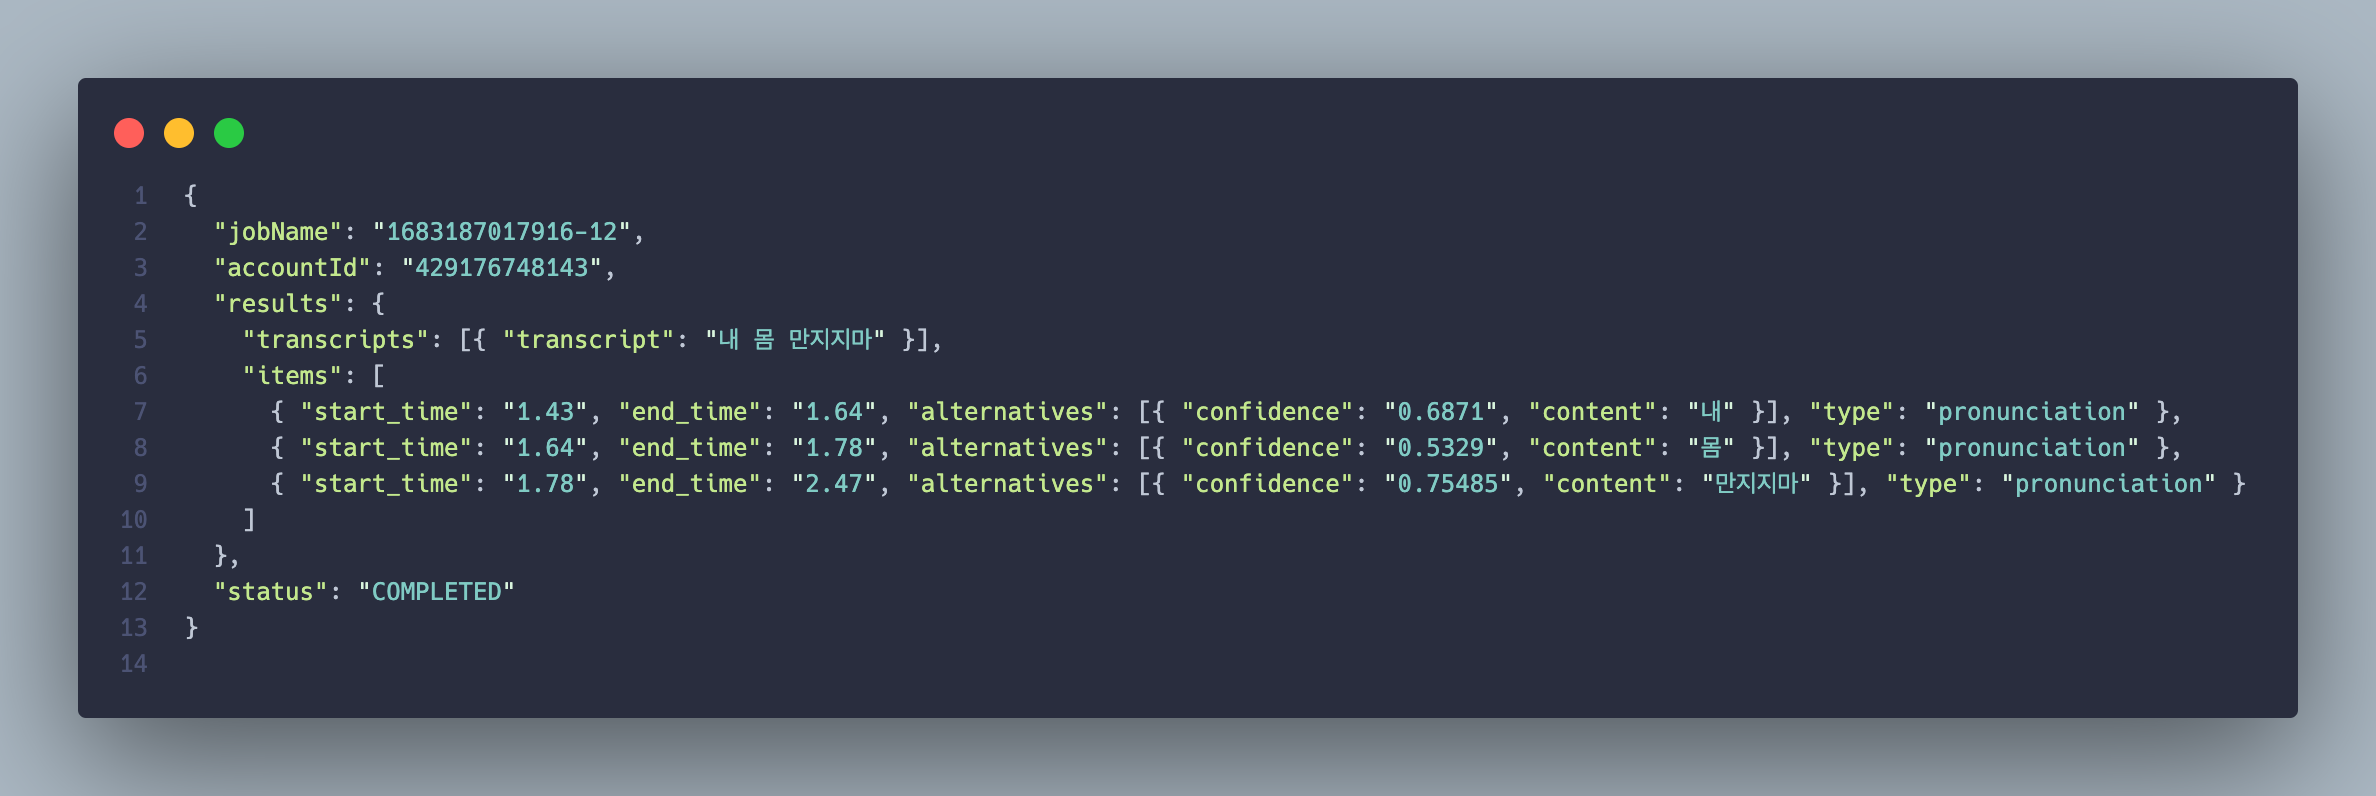 1 {
2 "jobName": "1683187017916-12",
3 "accountId": "429176748143",
4 "results": {
5 "transcripts": [{ "transcript": "내 몸 만지지마" }],
6 "items": [
7 { "start_time": "1.43", "end_time": "1.64", "alternatives": [{ "confidence": "0.6871", "content": "내" }], "type": "pronunciation" },
8 { "start_time": "1.64", "end_time": "1.78", "alternatives": [{ "confidence": "0.5329", "content": "몸" }], "type": "pronunciation" },
9 { "start_time": "1.78", "end_time": "2.47", "alternatives": [{ "confidence": "0.75485", "content": "만지지마" }], "type": "pronunciation" }
10 ]
11 },
12 "status": "COMPLETED"
13 }
14